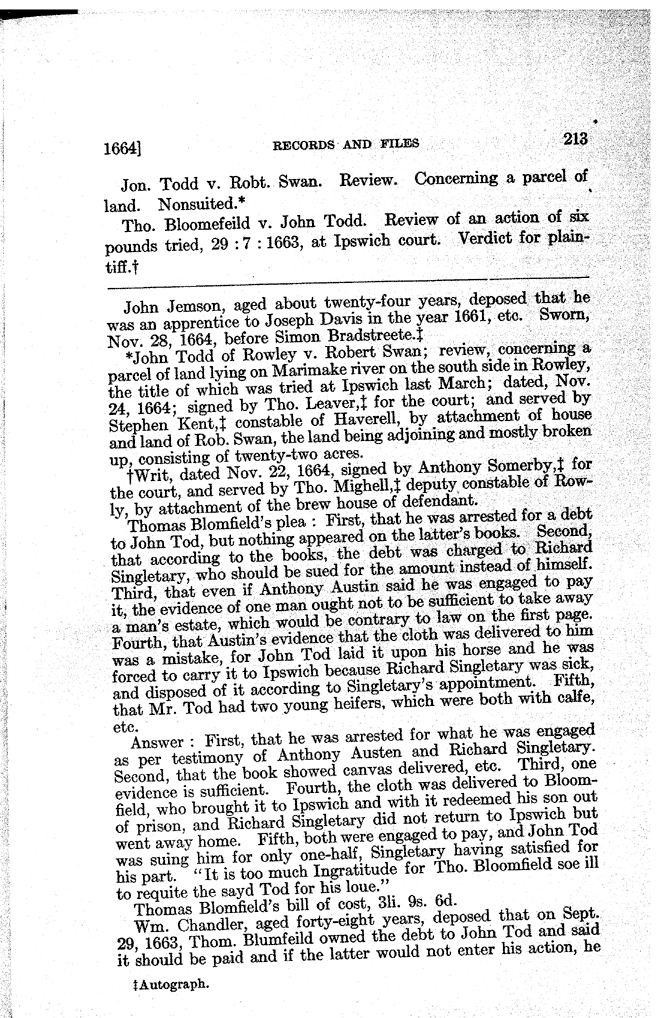 1664] RECORDS AND FILES 213
Jon. Todd v. Robt. Swan. Review. Concerning a parcel of
land. Nonsuited.*
Tho. Bloomefeild v. John Todd. Review of an action of six
pounds tried, 29 : 7 : 1663, at Ipswich court. Verdict for plain-
tiff.†
John Jemson, aged about twenty-four years, deposed that he
was an apprentice to Joseph Davis in the year 1661, etc. Sworn,
Nov. 28, 1664, before Simon Bradstreete.‡
*John Todd of Rowley v. Robert Swan; review, concerning a
parcel of land lying on Marimake river on the south side in Rowley,
the title of which was tried at Ipswich last March; dated, Nov.
24, 1664; signed by Tho. Leaver,‡ for the court; and served by
Stephen Kent,‡ constable of Haverell, by attachment of house
and land of Rob. Swan, the land being adjoining and mostly broken
up, consisting of twenty-two acres.
†Writ, dated Nov. 22, 1664, signed by Anthony Somerby,‡ for
the court, and served by Tho. Mighell,‡ deputy constable of Row-
ly, by attachment of the brew house of defendant.
Thomas Blomfield's plea : First, that he was arrested for a debt
to John Tod, but nothing appeared on the latter's books. Second,
that according to the books, the debt was charged to Richard
Singletary, who should be sued for the amount instead of himself.
Third, that even if Anthony Austin said he was engaged to pay
it, the evidence of one man ought not to be sufficient to take away
a man's estate, which would be contrary to law on the first page.
Fourth, that Austin's evidence that the cloth was delivered to him
was a mistake, for John Tod laid it upon his horse and he was
forced to carry it to Ipswich because Richard Singletary was sick,
and disposed of it according to Singletary's appointment. Fifth,
that Mr. Tod had two young heifers, which were both with calfe,
etc.
Answer : First, that he was arrested for what he was engaged
as per testimony of Anthony Austen and Richard Singletary.
Second, that the book showed canvas delivered, etc. Third, one
evidence is sufficient. Fourth, the cloth was delivered to Bloom-
field, who brought it to Ipswich and with it redeemed his son out
of prison, and Richard Singletary did not return to Ipswich but
went away home. Fifth, both were engaged to pay, and John Tod
was suing him for only one-half, Singletary having satisfied for
his part. "It is too much Ingratitude for Tho. Bloomfield soe ill
to requite the sayd Tod for his loue."
Thomas Blomfield's bill of cost, 3li. 9s. 6d.
Wm. Chandler, aged forty-eight years, deposed that on Sept.
29, 1663, Thom. Blumfeild owned the debt to John Tod and said
it should be paid and if the latter would not enter his action, he
‡Autograph.